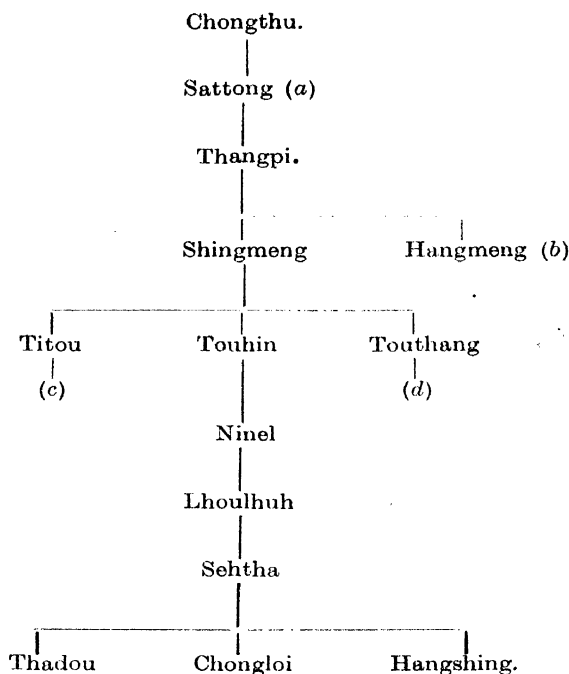 Chongthu.
Sattong (a)
Thangpi.
Shingmeng Hangmeng (b)
Titou Touhin Touthang
(c) (d)
Ninel
Lhoulhuh
Sehtha
Thadou Chongloi Hangshing.